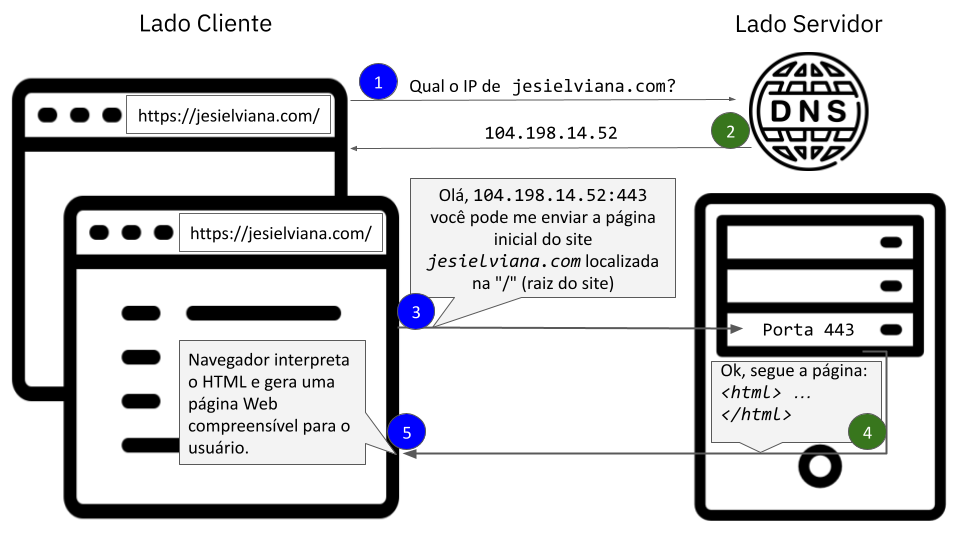 Lado Cliente
Lado Servidor
https://jesielviana.com/
1
Qual o IP de jesielviana.com?
DNS
104.198.14.52
2
https://jesielviana.com/
Olá, 104.198.14.52:443
você pode me enviar a página
inicial do site
jesielviana.com localizada
na "/" (raiz do site)
3
Porta 443
Navegador interpreta
o HTML e gera uma
página Web
compreensível para o
usuário.
Ok, segue a página:
<html> …
</html>
4
5